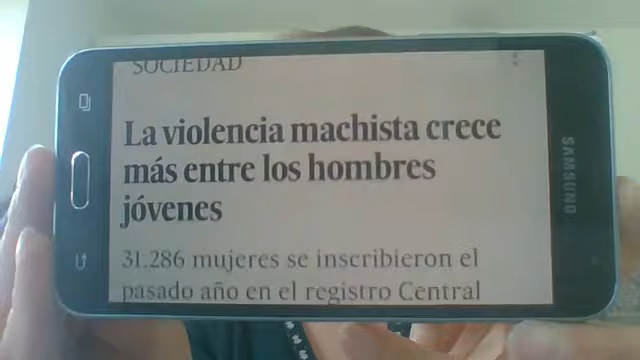 SOCIEDAD
La violencia machista crece
más entre los hombres
jóvenes
31.286 mujeres se inscribieron el
pasado año en el registro Central
SAMSUNG